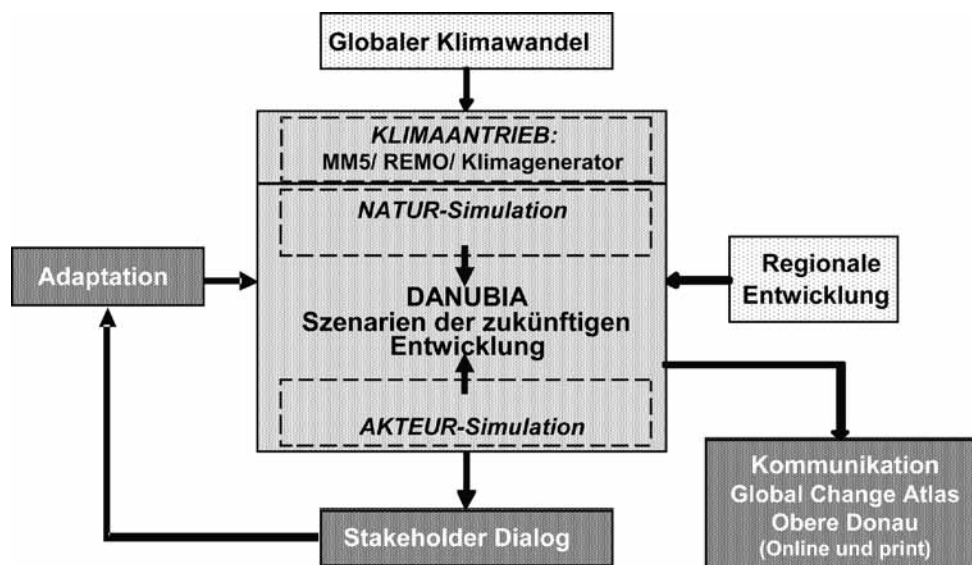 Globaler Klimawandel
KLIMAANTRIEB:
MM5/ REMO/ Klimagenerator
NATUR-Simulation
Adaptation
DANUBIA
Szenarien der zukünftigen
Entwicklung
Regionale
Entwicklung
AKTEUR-Simulation
Stakeholder Dialog
Kommunikation
Global Change Atlas
Obere Donau
(Online und print)